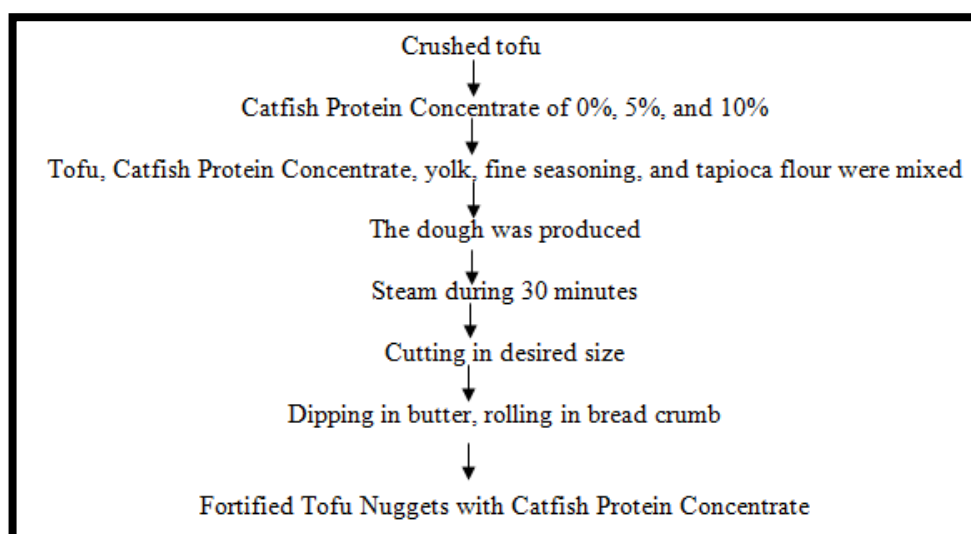 Crushed tofu
Catfish Protein Concentrate of 0%, 5%, and 10%
Tofu, Catfish Protein Concentrate, yolk, fine seasoning, and tapioca flour were mixed
The dough was produced
Steam during 30 minutes
Cutting in desired size
Dipping in butter, rolling in bread crumb
Fortified Tofu Nuggets with Catfish Protein Concentrate